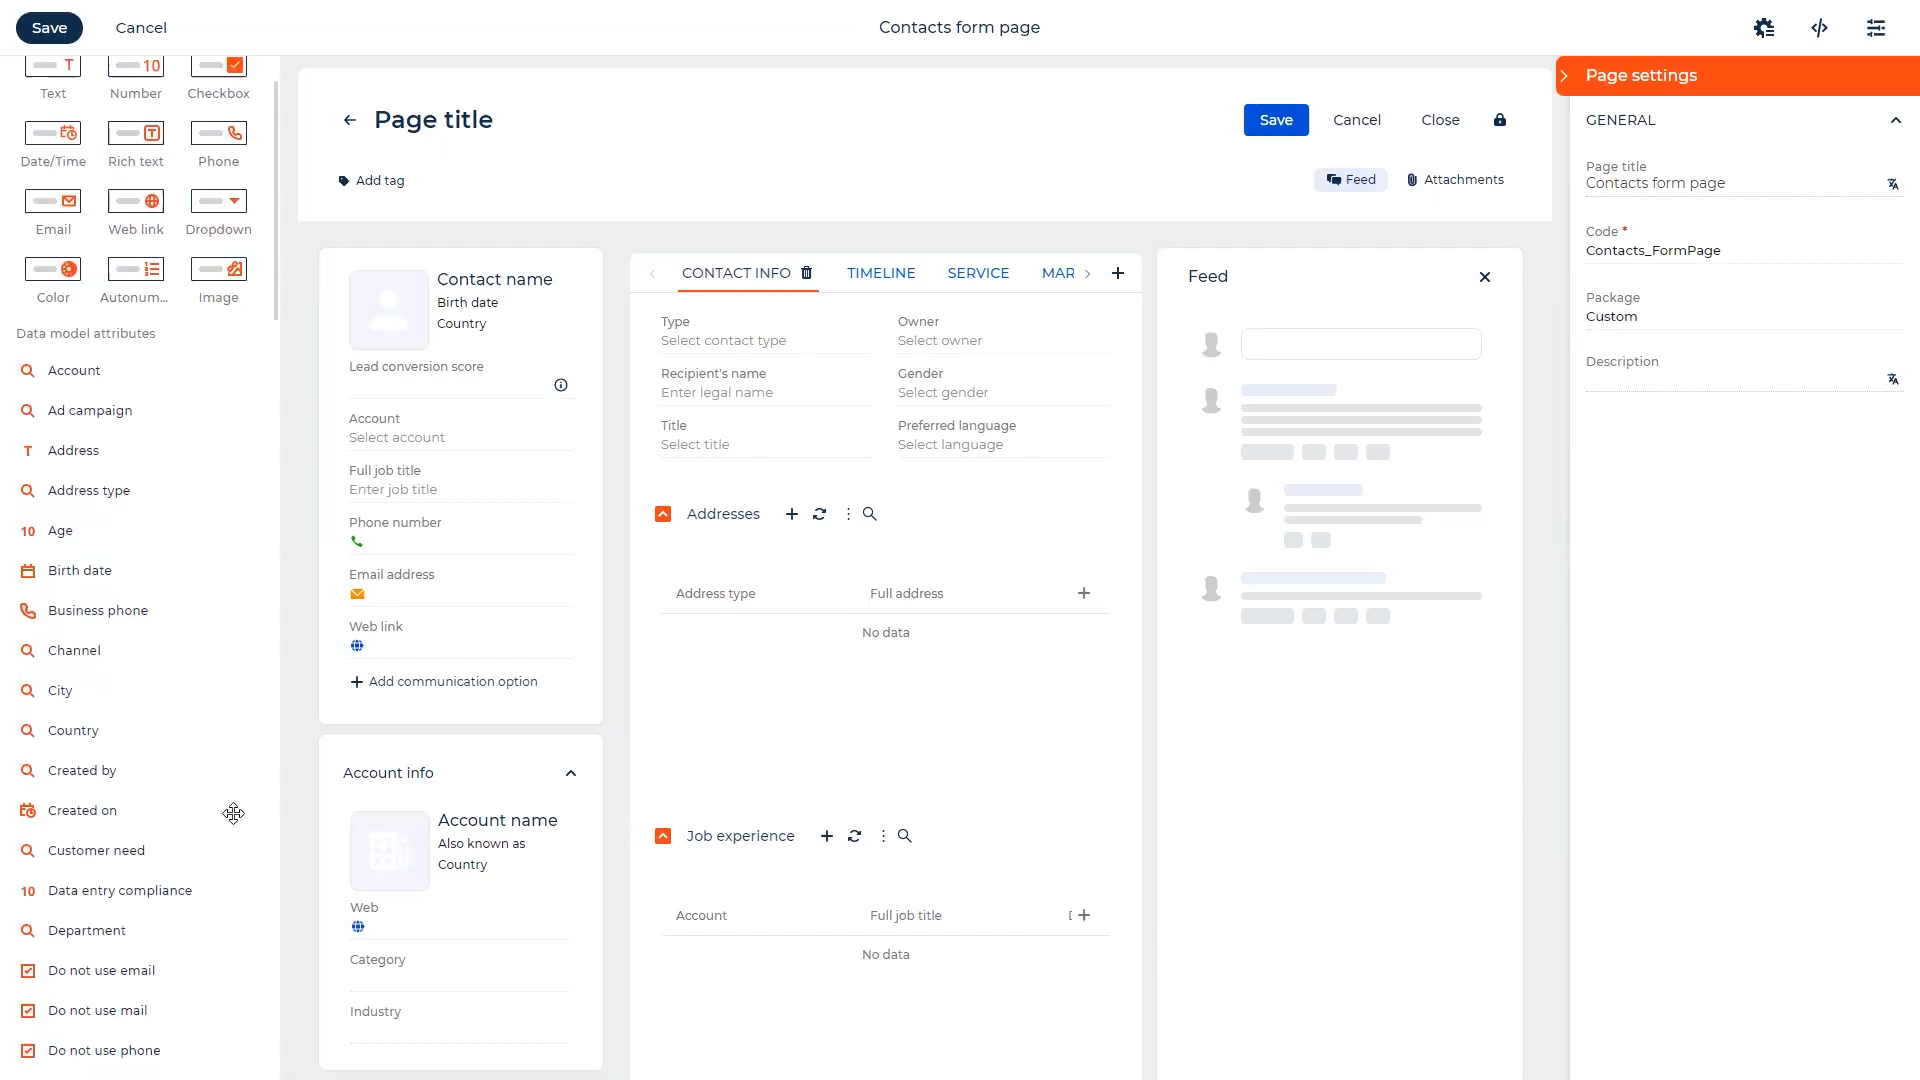 Save
Cancel
Contacts form page
Text
Number
Checkbox
Date/Time
Rich text
Phone
Email
Web link
Dropdown
Color
Autonum...
Image
Data model attributes
Account
Ad campaign
Address
Address type
Age
Birth date
Business phone
Channel
City
Country
Created by
Created on
Customer need
Data entry compliance
Department
Do not use email
Do not use mail
Do not use phone
Page title
Save
Cancel
Close
Add tag
Feed
Attachments
Contact name
Birth date
Country
Lead conversion score
Account
Select account
Full job title
Enter job title
Phone number
Email address
Web link
Add communication option
Account info
Account name
Also known as
Country
Web
Category
Industry
CONTACT INFO
TIMELINE
SERVICE
MAR
Type
Select contact type
Owner
Select owner
Recipient's name
Enter legal name
Gender
Select gender
Title
Select title
Preferred language
Select language
Addresses
Address type
Full address
No data
Job experience
Account
Full job title
No data
Feed
Page settings
GENERAL
Page title
Contacts form page
Code *
Contacts_FormPage
Package
Custom
Description